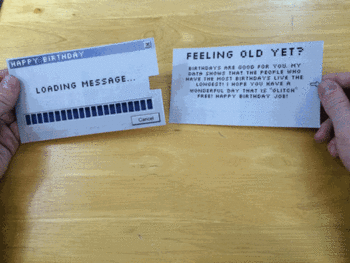 HAPPY BIRTHDAY
LOADING MESSAGE...
Cancel
FEELING OLD YET?
BIRTHDAYS ARE GOOD FOR YOU. MY
DATA SHOWS THAT THE PEOPLE WHO
HAVE THE MOST BIRTHDAYS LIVE THE
LONGEST! I HOPE YOU HAVE A
WONDERFUL DAY THAT IS "GLITCH"
FREE! HAPPY BIRTHDAY JOE!